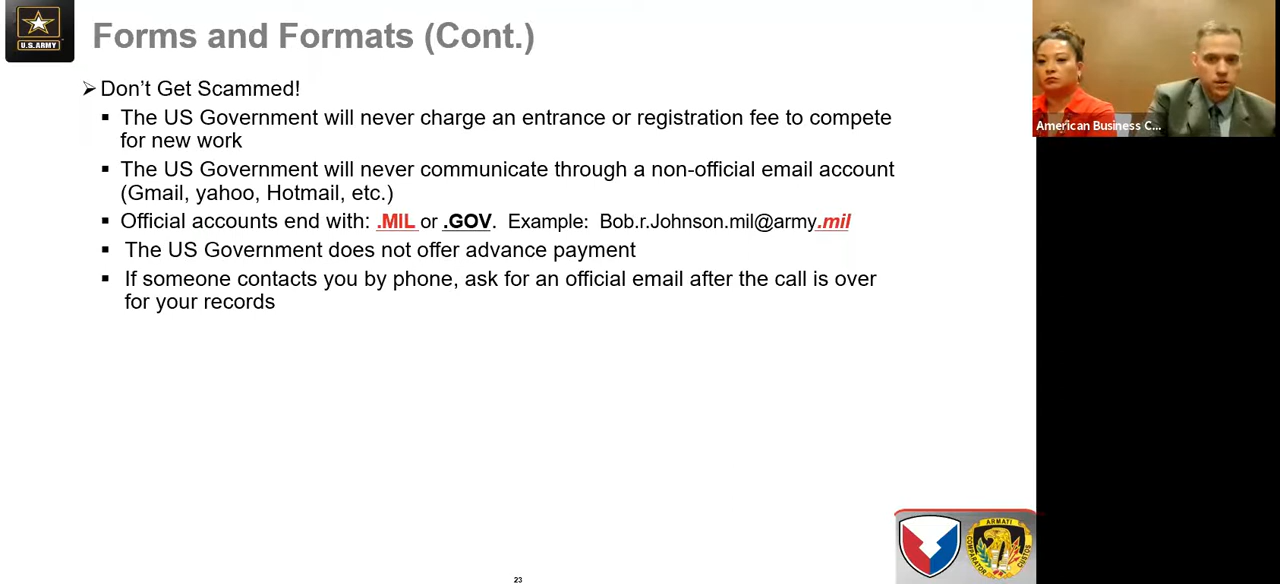 U.S.ARMY
Forms and Formats (Cont.)
Don’t Get Scammed!
The US Government will never charge an entrance or registration fee to compete
for new work
The US Government will never communicate through a non-official email account
(Gmail, yahoo, Hotmail, etc.)
Official accounts end with: .MIL or .GOV. Example: Bob.r.Johnson.mil@army.mil
The US Government does not offer advance payment
If someone contacts you by phone, ask for an official email after the call is over
for your records
American Business C...
ARMATI
COMPARATOR
CUSTOS
23